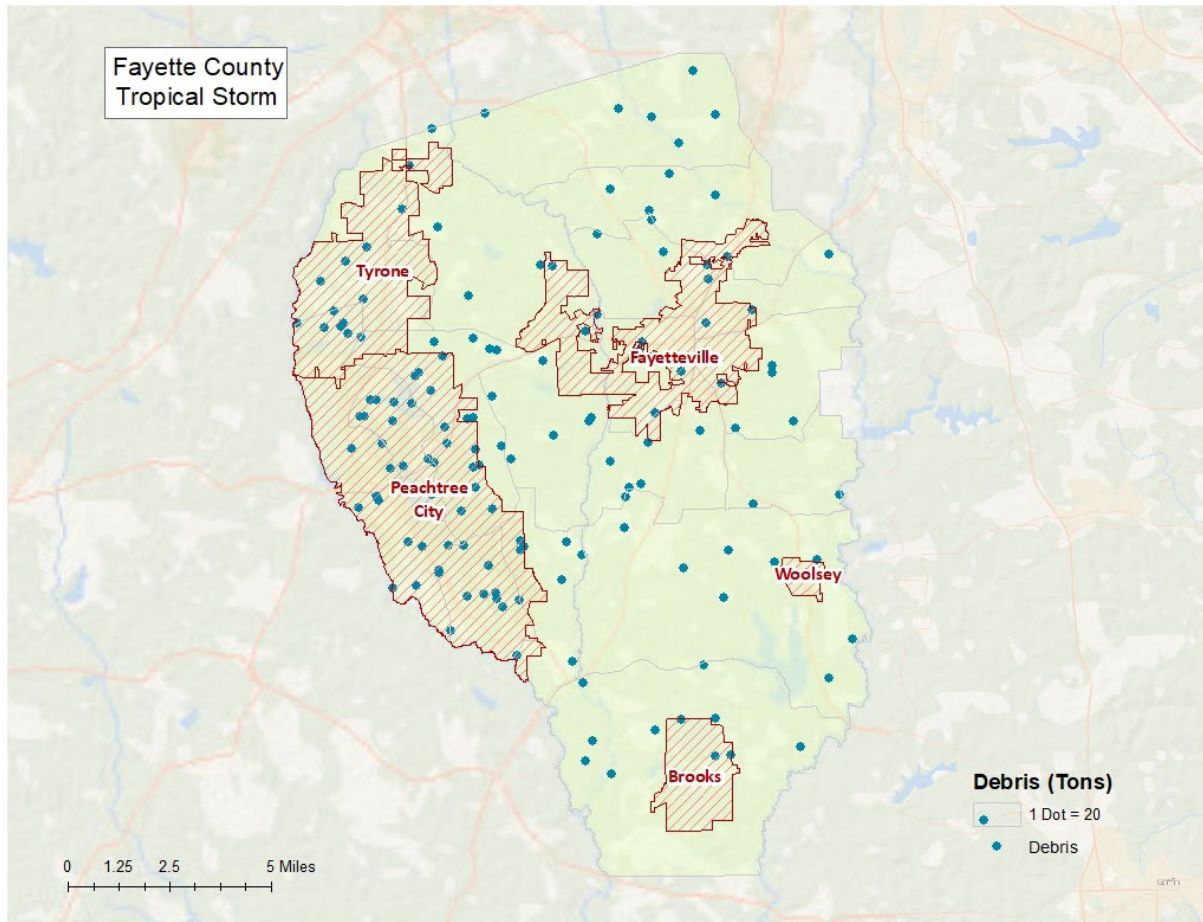 Fayette County
Tropical Storm
Tyrone
Fayetteville
Peachtree
City
Woolsey
Brooks
Debris (Tons)
1 Dot = 20
Debris
0 1.25 2.5 5 Miles